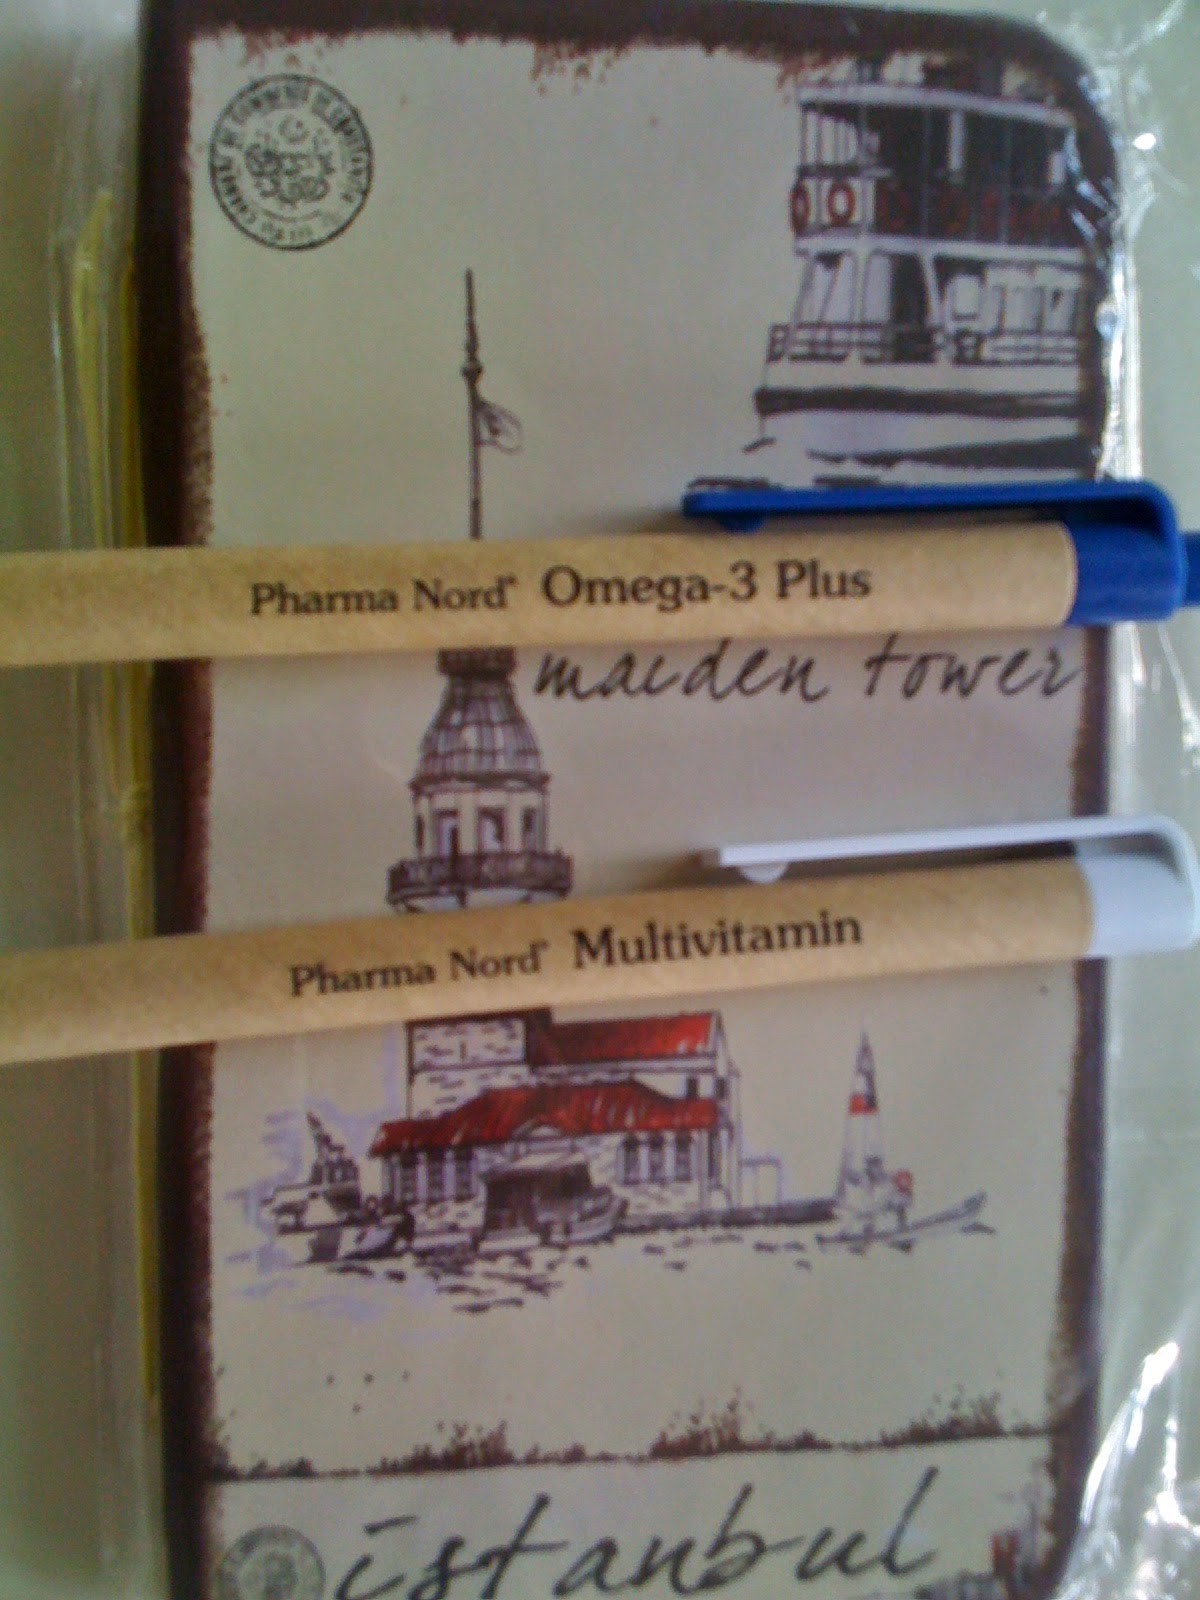 Pharma Nord® Omega-3 Plus
maiden tower
Pharma Nord® Multivitamin
istanbul